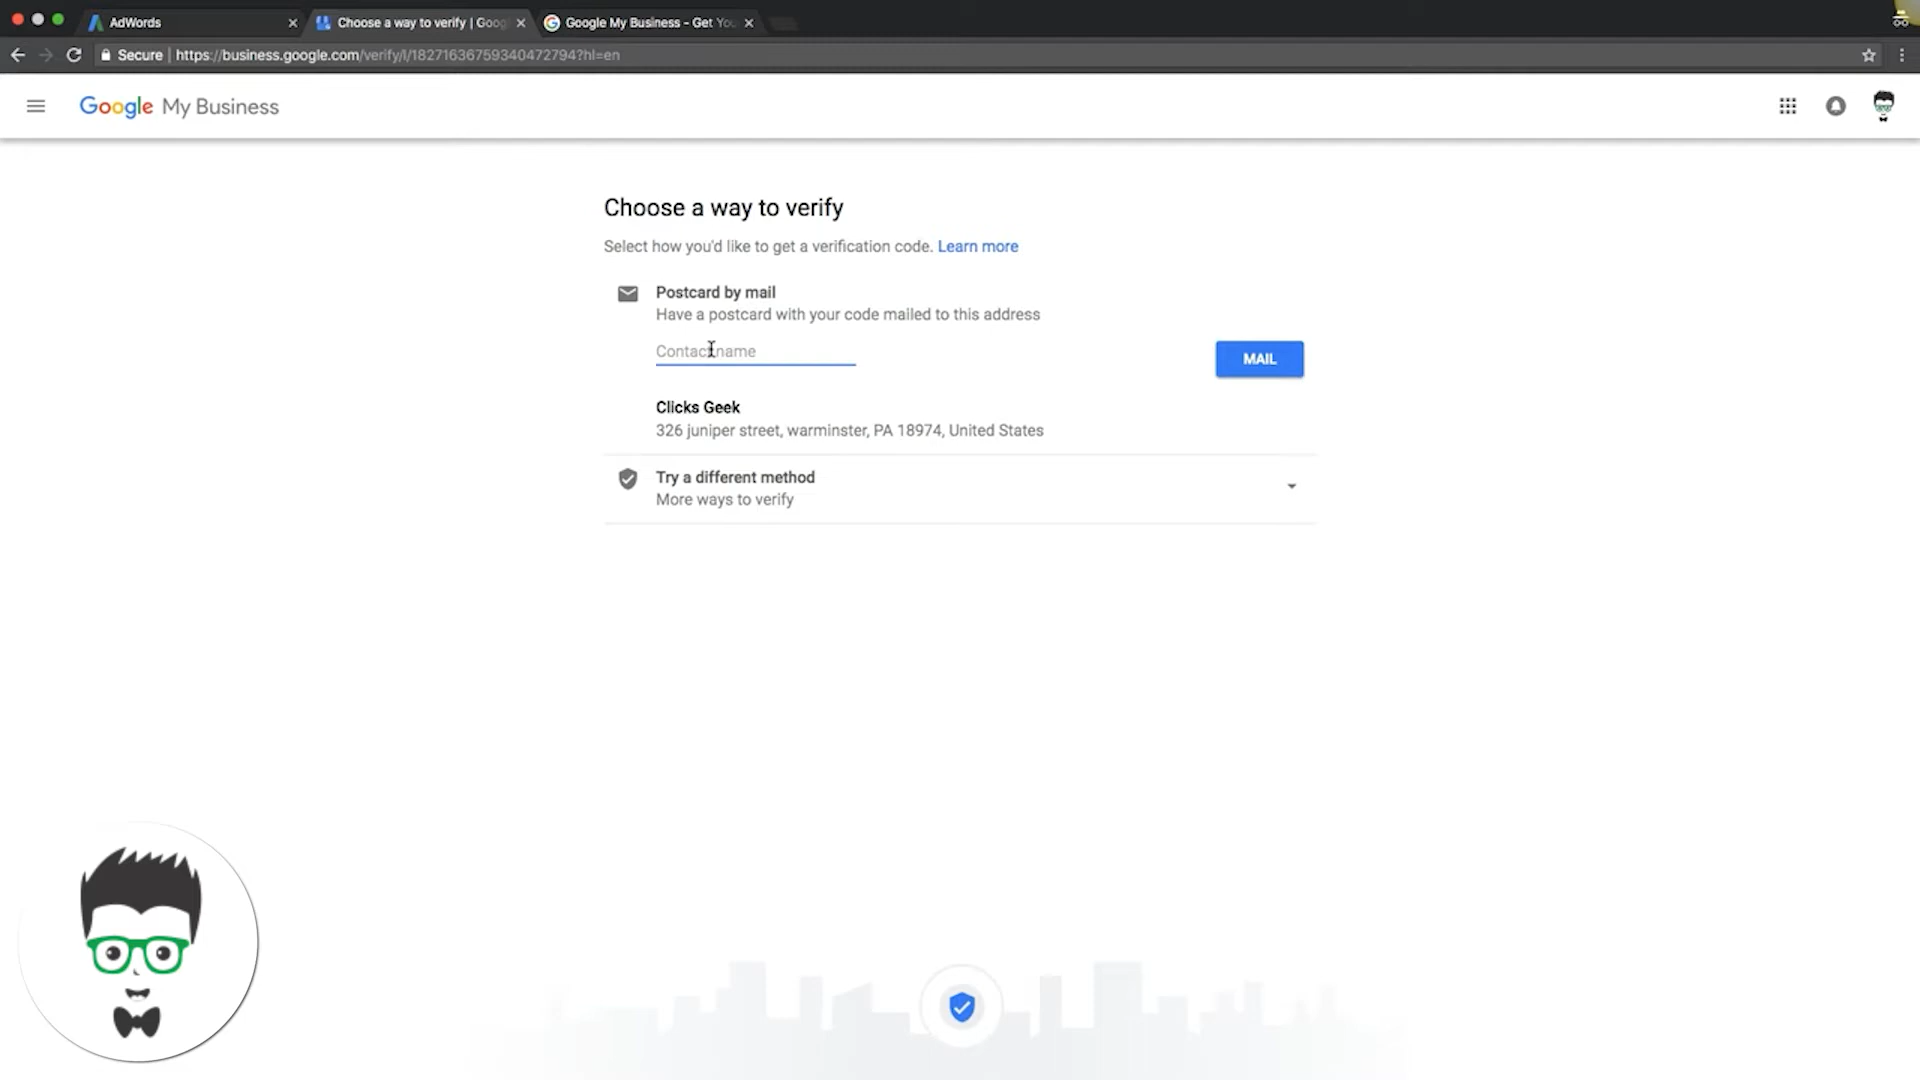 AdWords
Choose a way to verify | Goog
Google My Business - Get Yo
Secure | https://business.google.com/verify/l/18271636759340472794?hl=en
Google My Business
Choose a way to verify
Select how you'd like to get a verification code. Learn more
Postcard by mail
Have a postcard with your code mailed to this address
Contact name
MAIL
Clicks Geek
326 juniper street, warminster, PA 18974, United States
Try a different method
More ways to verify